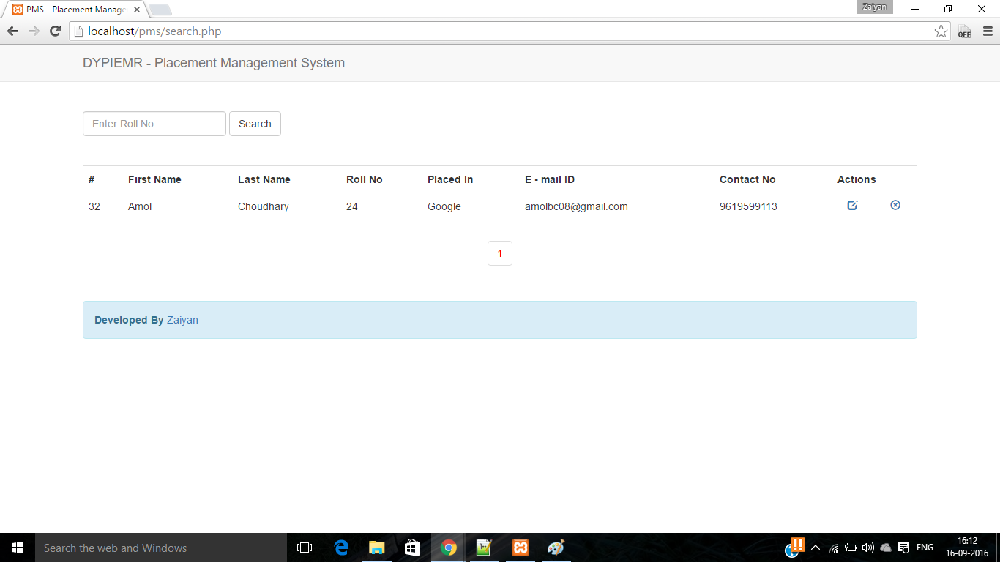 PMS - Placement Manage
Zaiyan
localhost/pms/search.php
OFF
DYPIEMR - Placement Management System
Enter Roll No Search
# First Name Last Name Roll No Placed In E - mail ID Contact No Actions
32 Amol Choudhary 24 Google amolbc08@gmail.com 9619599113
1
Developed By Zaiyan
Search the web and Windows
ENG
16:12
16-09-2016